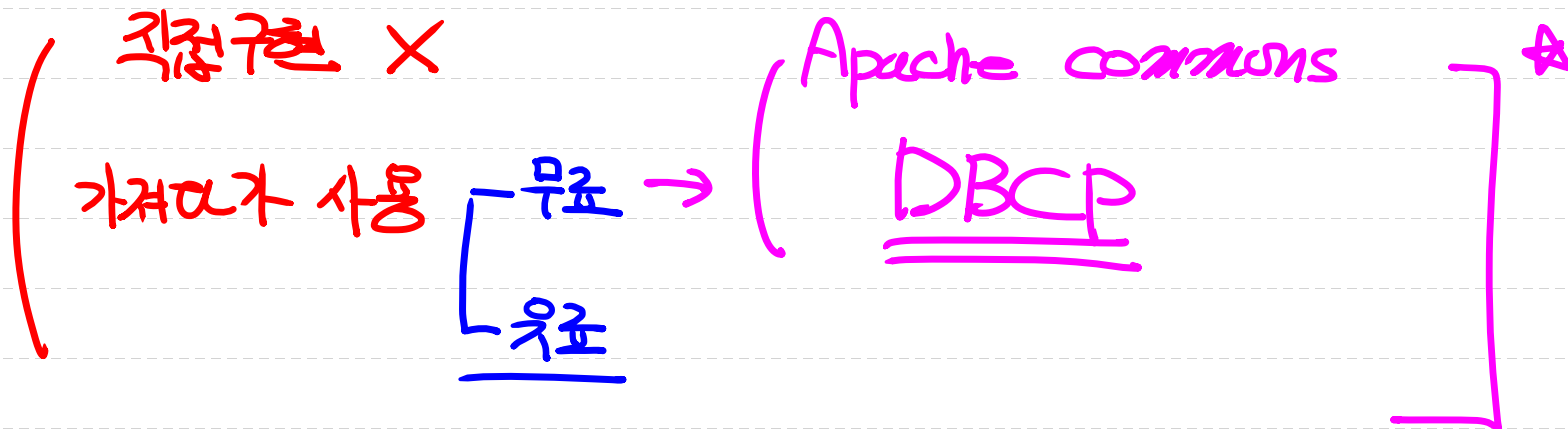 직접구현 X
Apache commons
가져다가 사용
무료 →
DBCP
유료